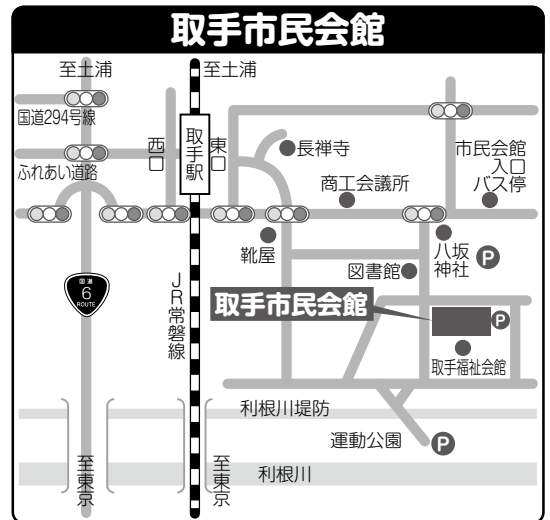 取手市民会館
至土浦
至土浦
国道294号線
ふれあい道路
西口
取手駅
東口
長禅寺
商工会議所
市民会館
入口
バス停
靴屋
図書館
八坂
神社
P
国道
6
ROUTE
JR常磐線
取手市民会館
P
取手福祉会館
利根川堤防
運動公園
P
至東京
至東京
利根川